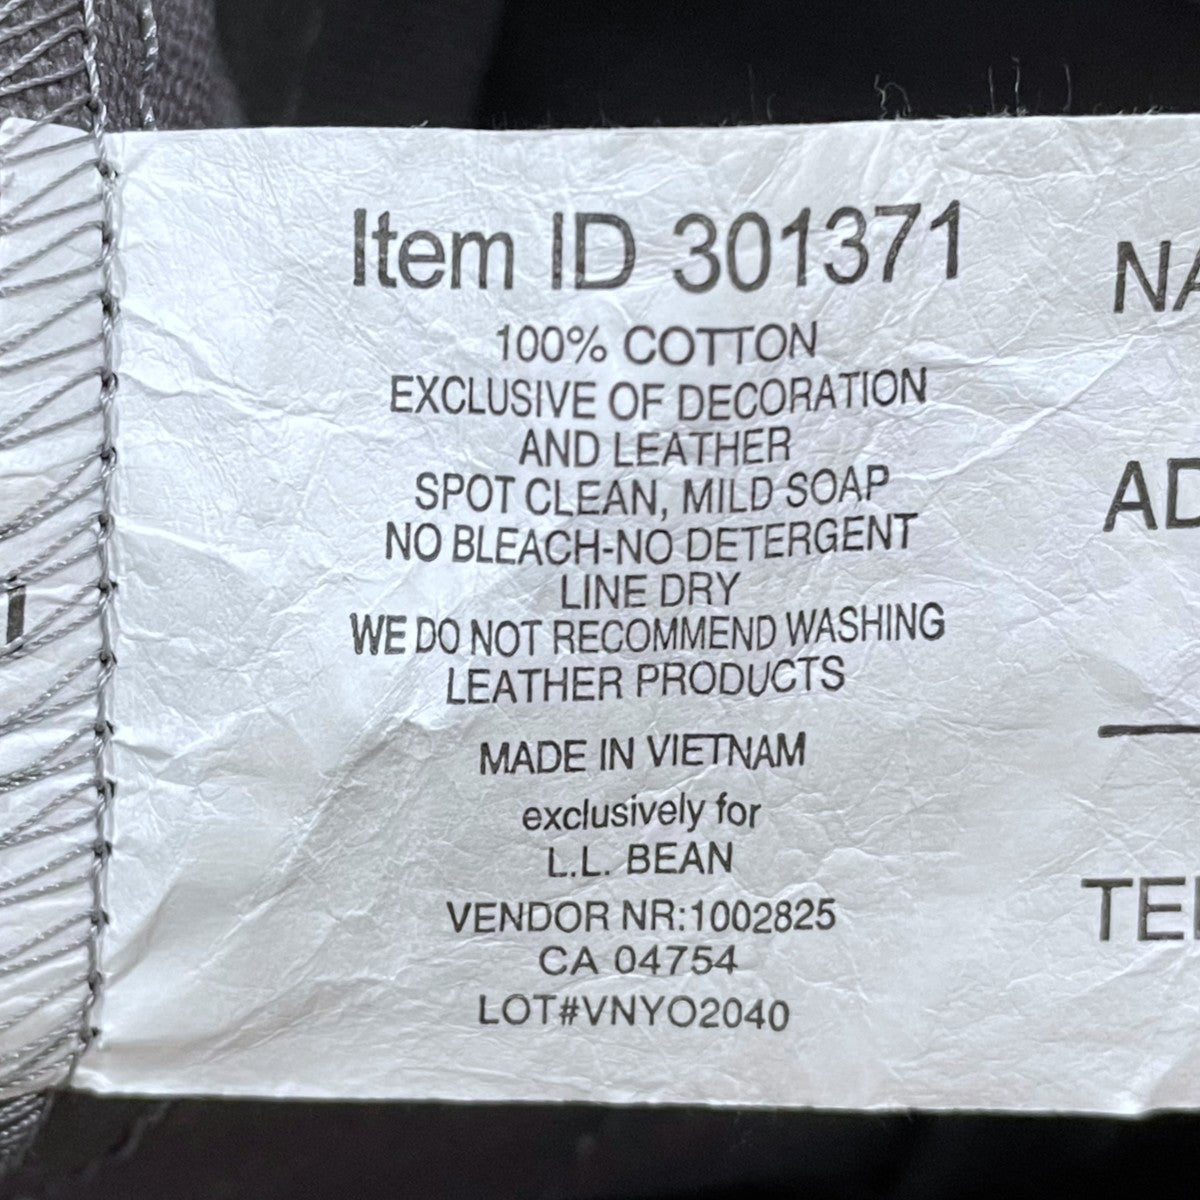 Item ID 301371
100% COTTON
EXCLUSIVE OF DECORATION
AND LEATHER
SPOT CLEAN, MILD SOAP
NO BLEACH-NO DETERGENT
LINE DRY
WE DO NOT RECOMMEND WASHING
LEATHER PRODUCTS
MADE IN VIETNAM
exclusively for
L.L. BEAN
VENDOR NR:1002825
CA 04754
LOT#VNYO2040